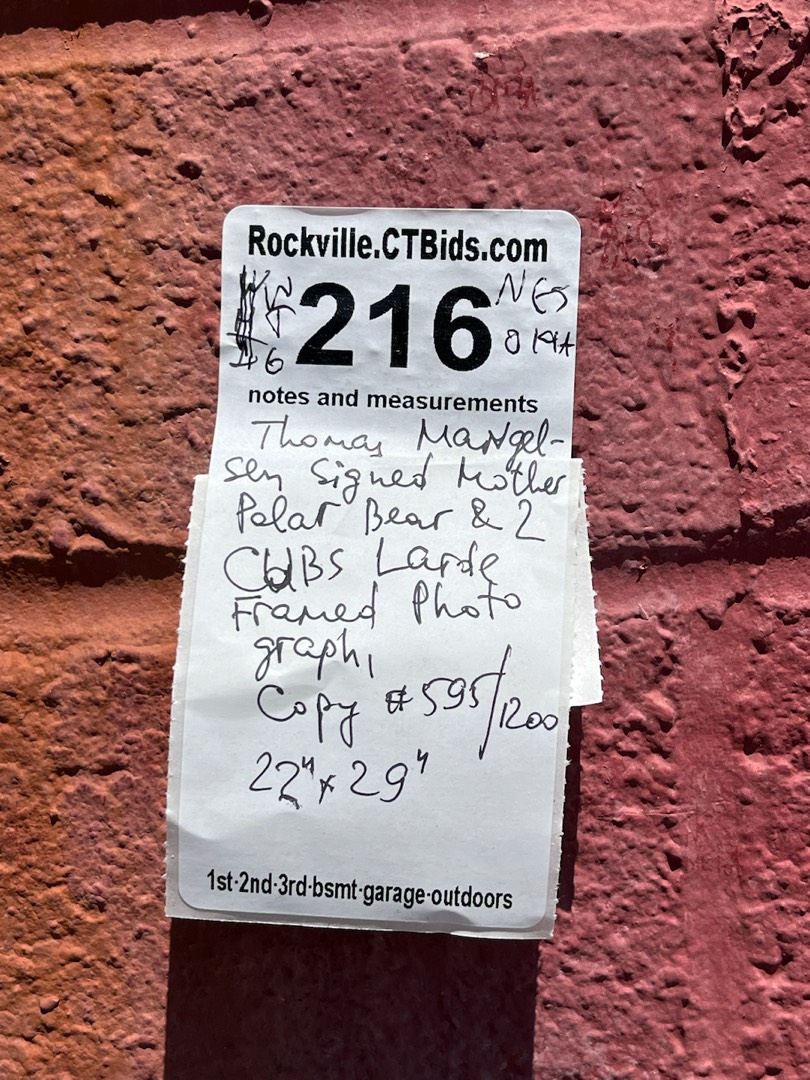 Rockville.CTBids.com
216
#6
notes and measurements
Thomas Mangel-
sen Signed Mother
Polar Bear & 2
CUBS Large
Framed Photo
graph,
Copy #595/1200
22" x 29"
1st·2nd·3rd·bsmt·garage·outdoors